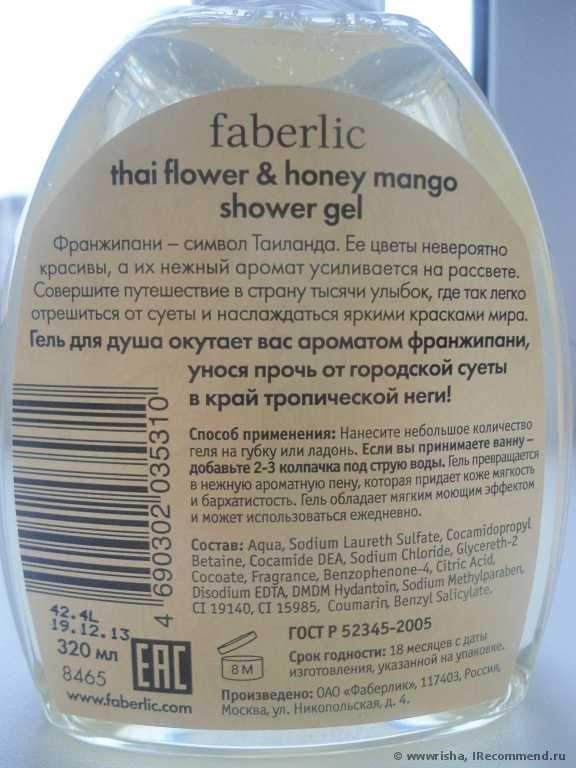 faberlic
thai flower & honey mango
shower gel
Франжипани – символ Таиланда. Ее цветы невероятно
красивы, а их нежный аромат усиливается на рассвете.
Совершите путешествие в страну тысячи улыбок, где так легко
отрешиться от суеты и наслаждаться яркими красками мира.
Гель для душа окутает вас ароматом франжипани,
унося прочь от городской суеты
в край тропической неги!
Способ применения: Нанесите небольшое количество
геля на губку или ладонь. Если вы принимаете ванну –
добавьте 2-3 колпачка под струю воды. Гель превращается
в нежную ароматную пену, которая придает коже мягкость
и бархатистость. Гель обладает мягким моющим эффектом
и может использоваться ежедневно.
Состав: Aqua, Sodium Laureth Sulfate, Cocamidopropyl
Betaine, Cocamide DEA, Sodium Chloride, Glycereth-2
Cocoate, Fragrance, Benzophenone-4, Citric Acid,
Disodium EDTA, DMDM Hydantoin, Sodium Methylparaben,
CI 19140, CI 15985, Coumarin, Benzyl Salicylate.
4 690302 035310
42.4L
19.12.13
320 мл
8465
EAC
www.faberlic.com
8 M
ГОСТ Р 52345-2005
Срок годности: 18 месяцев с даты
изготовления, указанной на упаковке.
Произведено: ОАО «Фаберлик», 117403, Россия,
Москва, ул. Никопольская, д. 4.
© wwwrisha, IRecommend.ru